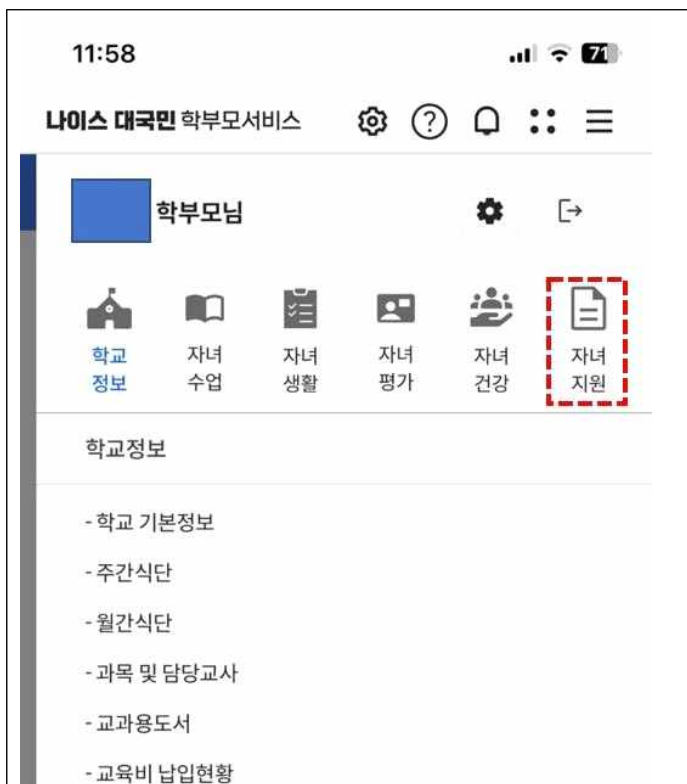 11:58
71
나이스 대국민 학부모서비스
학부모님
학교 자녀 자녀 자녀 자녀 자녀
정보 수업 생활 평가 건강 지원
학교정보
- 학교 기본정보
- 주간식단
- 월간식단
- 과목 및 담당교사
- 교과용도서
- 교육비 납입현황